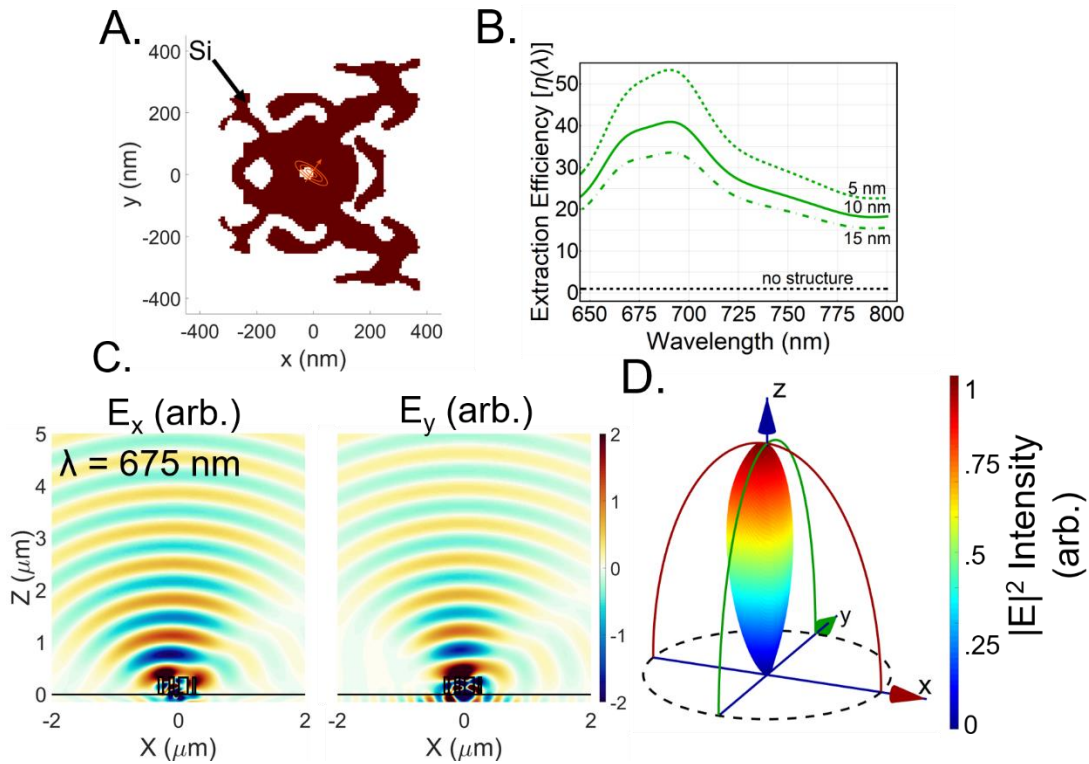 A.
Si
400
200
0
-200
-400
y (nm)
-400 -200 0 200 400
x (nm)
B.
Extraction Efficiency [η(λ)]
50
40
30
20
10
0
5 nm
10 nm
15 nm
no structure
650 675 700 725 750 775 800
Wavelength (nm)
C.
Ex (arb.)
λ = 675 nm
5
4
3
2
1
0
Z (μm)
-2 0 2
X (μm)
Ey (arb.)
2
1
0
-1
-2
-2 0 2
X (μm)
D.
z
y
x
1
.75
.5
.25
0
|E|² Intensity
(arb.)